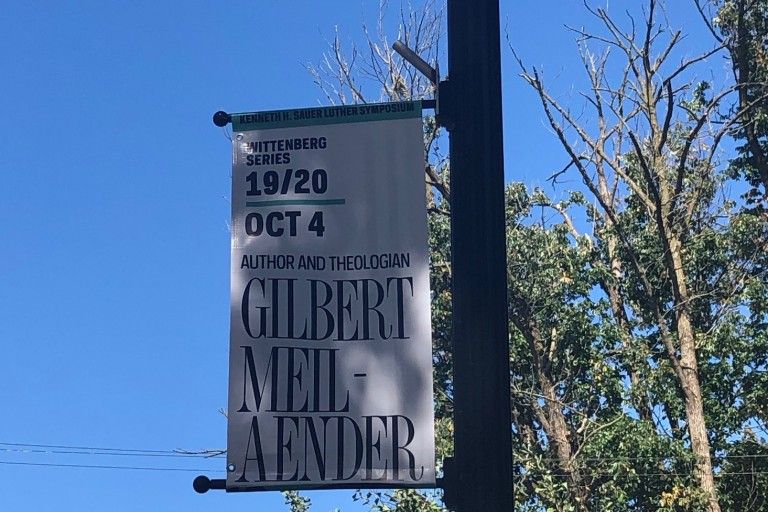 KENNETH H. SAUER LUTHER SYMPOSIUM
WITTENBERG
SERIES
19/20
OCT 4
AUTHOR AND THEOLOGIAN
GILBERT
MEIL-
AENDER